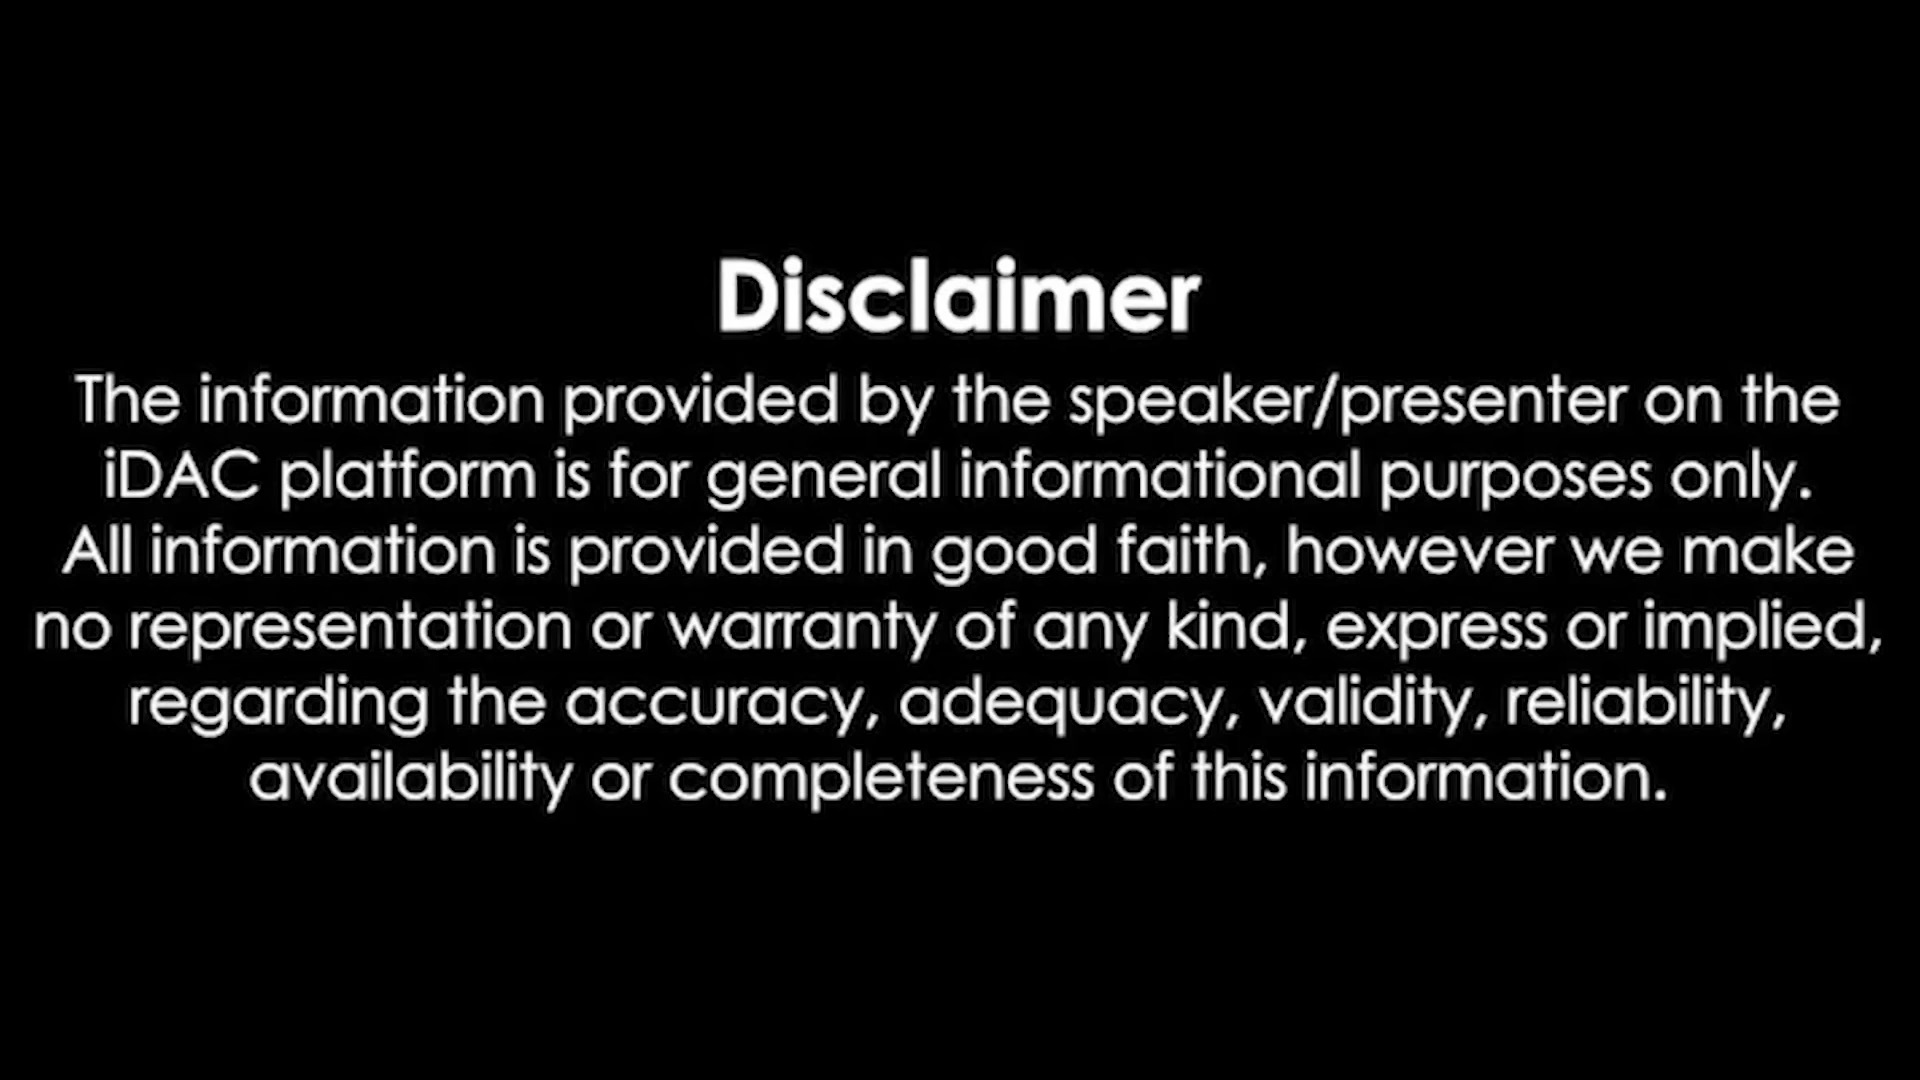 Disclaimer
The information provided by the speaker/presenter on the
iDAC platform is for general informational purposes only.
All information is provided in good faith, however we make
no representation or warranty of any kind, express or implied,
regarding the accuracy, adequacy, validity, reliability,
availability or completeness of this information.